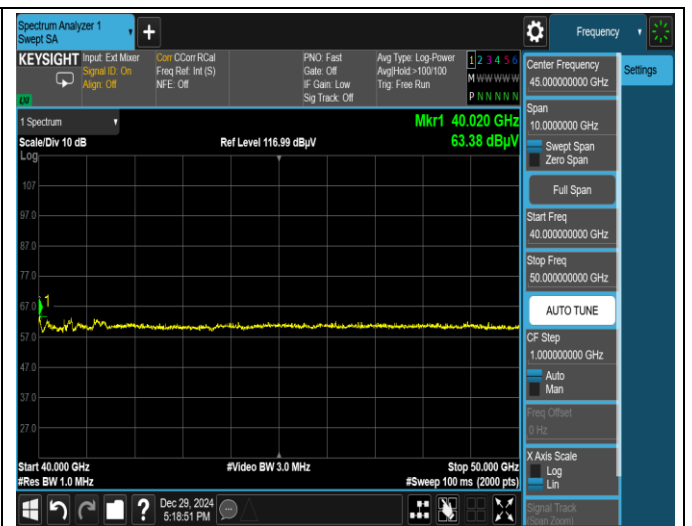 Spectrum Analyzer 1
Swept SA
Frequency
KEYSIGHT
Input: Ext Mixer
Signal ID: On
Align: Off
Corr CCorr RCal
Freq Ref: Int (S)
NFE: Off
PNO: Fast
Gate: Off
IF Gain: Low
Sig Track: Off
Avg Type: Log-Power
Avg|Hold:>100/100
Trig: Free Run
1 2 3 4 5 6
M W W W W W
P N N N N N
1 Spectrum
Mkr1 40.020 GHz
Scale/Div 10 dB
Ref Level 116.99 dBµV
63.38 dBµV
Log
107
97.0
87.0
77.0
67.0
57.0
47.0
37.0
27.0
1
Start 40.000 GHz
#Video BW 3.0 MHz
Stop 50.000 GHz
#Res BW 1.0 MHz
#Sweep 100 ms (2000 pts)
Dec 29, 2024
5:18:51 PM
?
Center Frequency
45.000000000 GHz
Settings
Span
10.0000000 GHz
Swept Span
Zero Span
Full Span
Start Freq
40.000000000 GHz
Stop Freq
50.000000000 GHz
AUTO TUNE
CF Step
1.000000000 GHz
Auto
Man
Freq Offset
0 Hz
X Axis Scale
Log
Lin
Signal Track
(Span Zoom)